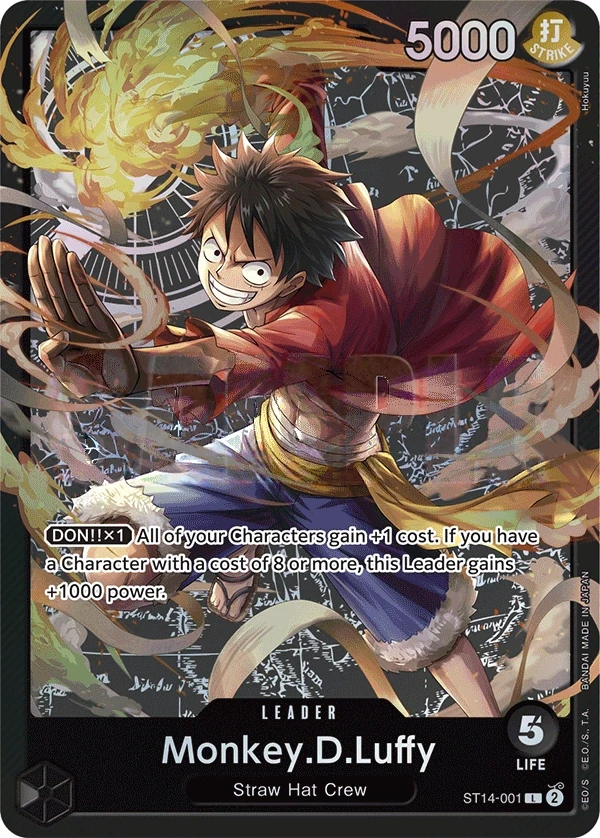 5000
打
STRIKE
Hokuyuu
SAMPLE
DON!!×1 All of your Characters gain +1 cost. If you have
a Character with a cost of 8 or more, this Leader gains
+1000 power.
LEADER
Monkey.D.Luffy
Straw Hat Crew
5
LIFE
ST14-001 L 2
©E.O/S ©E.O./S., T.A. BANDAI MADE IN JAPAN